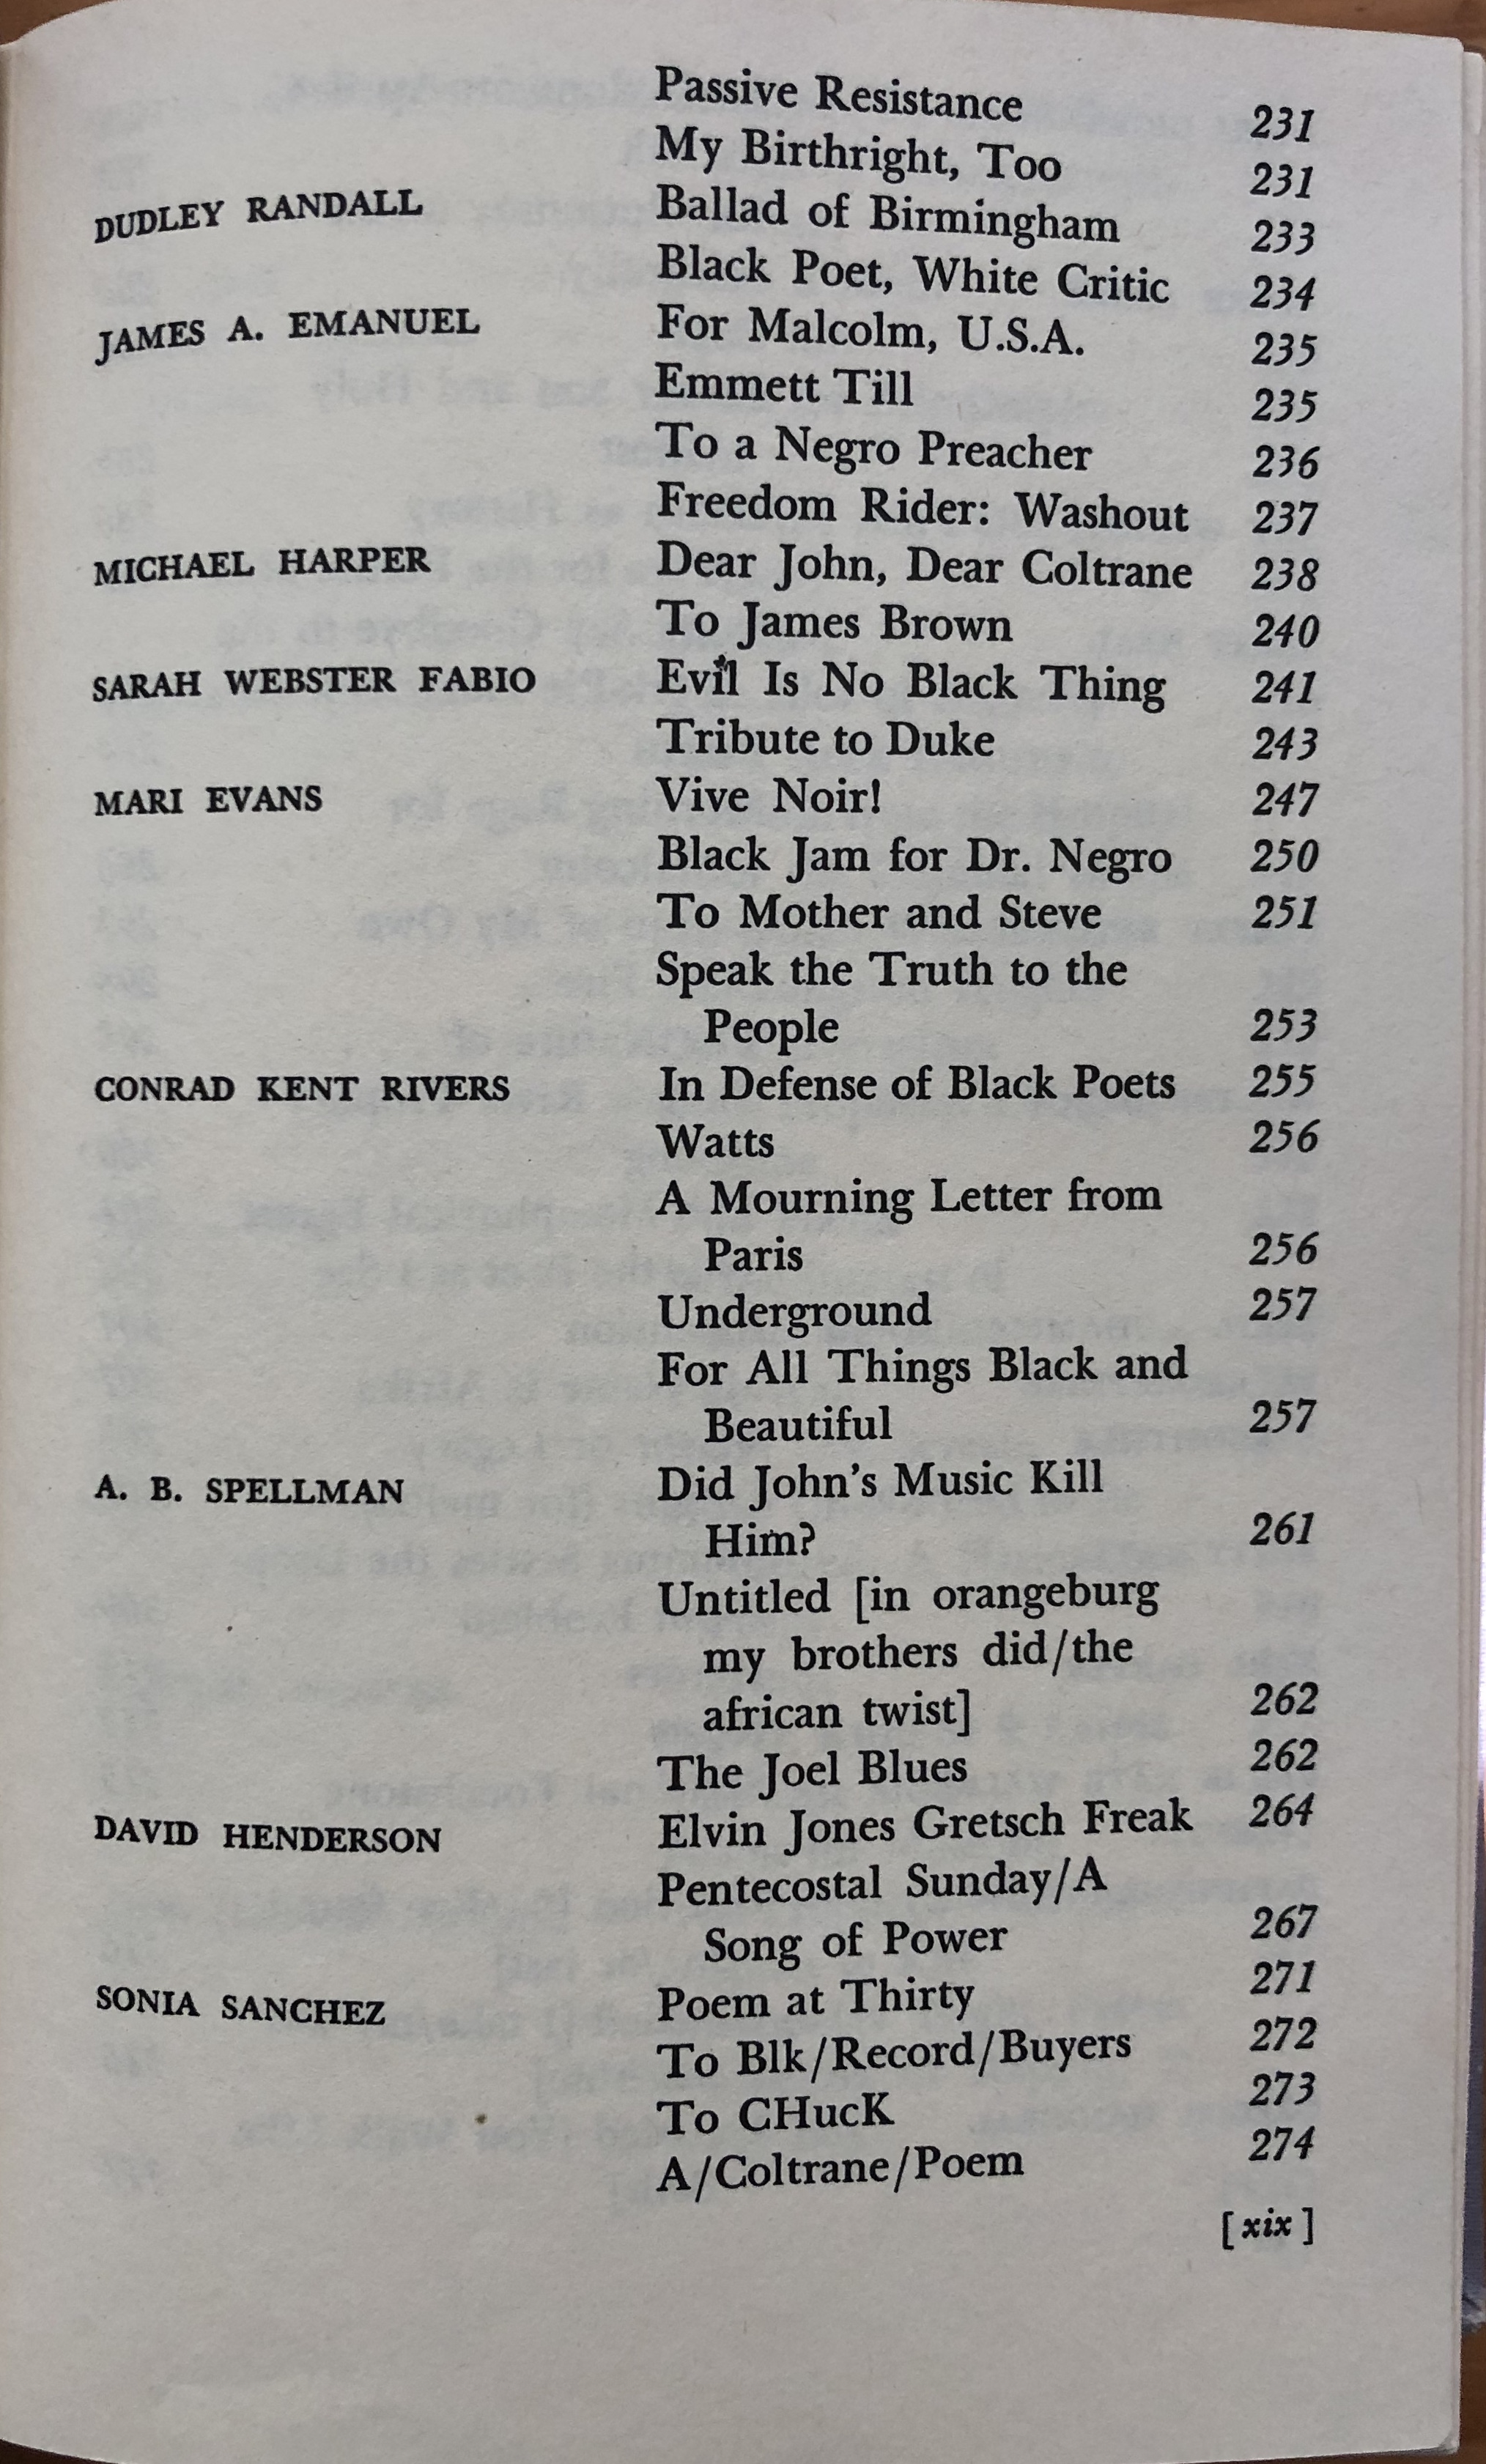 Passive Resistance 231
My Birthright, Too 231
DUDLEY RANDALL Ballad of Birmingham 233
Black Poet, White Critic 234
JAMES A. EMANUEL For Malcolm, U.S.A. 235
Emmett Till 235
To a Negro Preacher 236
Freedom Rider: Washout 237
MICHAEL HARPER Dear John, Dear Coltrane 238
To James Brown 240
SARAH WEBSTER FABIO Evil Is No Black Thing 241
Tribute to Duke 243
MARI EVANS Vive Noir! 247
Black Jam for Dr. Negro 250
To Mother and Steve 251
Speak the Truth to the
People 253
CONRAD KENT RIVERS In Defense of Black Poets 255
Watts 256
A Mourning Letter from
Paris 256
Underground 257
For All Things Black and
Beautiful 257
A. B. SPELLMAN Did John's Music Kill
Him? 261
Untitled [in orangeburg
my brothers did/the
african twist] 262
The Joel Blues 262
DAVID HENDERSON Elvin Jones Gretsch Freak 264
Pentecostal Sunday/A
Song of Power 267
SONIA SANCHEZ Poem at Thirty 271
To Blk/Record/Buyers 272
To CHucK 273
A/Coltrane/Poem 274
[xix]